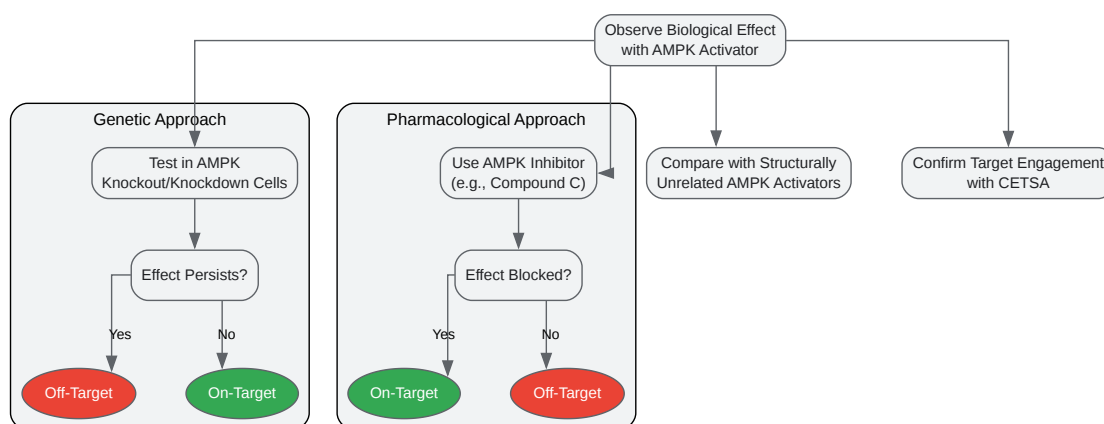 Observe Biological Effect
with AMPK Activator
Genetic Approach
Pharmacological Approach
Test in AMPK
Knockout/Knockdown Cells
Use AMPK Inhibitor
(e.g., Compound C)
Compare with Structurally
Unrelated AMPK Activators
Confirm Target Engagement
with CETSA
Effect Persists?
Effect Blocked?
Yes
No
Yes
No
Off-Target
On-Target
On-Target
Off-Target